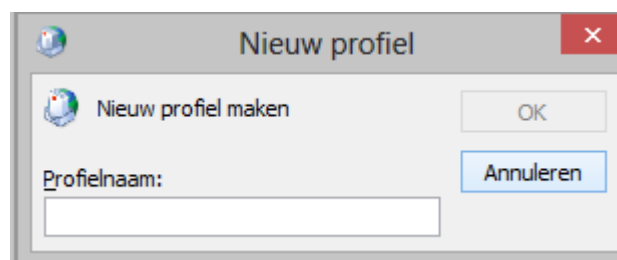 Nieuw profiel
Nieuw profiel maken
OK
Profielnaam:
Annuleren